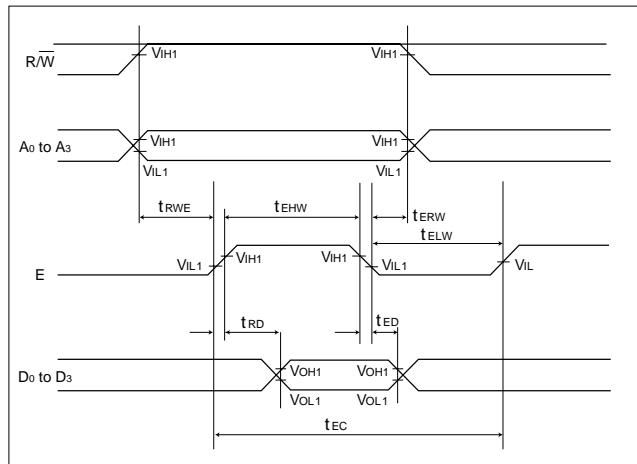 R/W̅
VIH1 VIH1
A0 to A3
VIH1 VIH1
VIL1 VIL1
tRWE tEHW tERW
tELW
E
VIL1 VIH1 VIH1 VIL1 VIL
tRD tED
D0 to D3
VOH1 VOH1
VOL1 VOL1
tEC